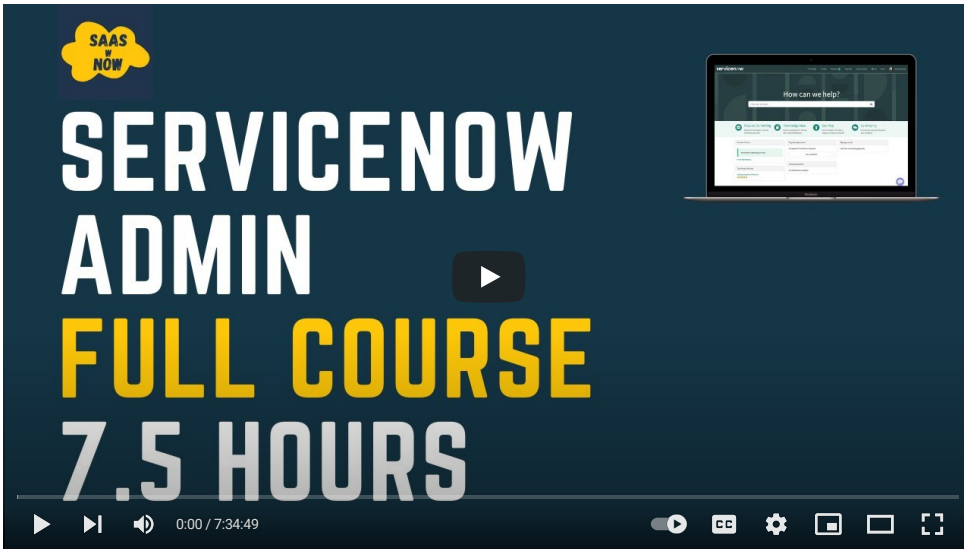 SAAS
W
NOW
servicenow
How can we help?
SERVICENOW
ADMIN
FULL COURSE
7.5 HOURS
0:00 / 7:34:49
CC